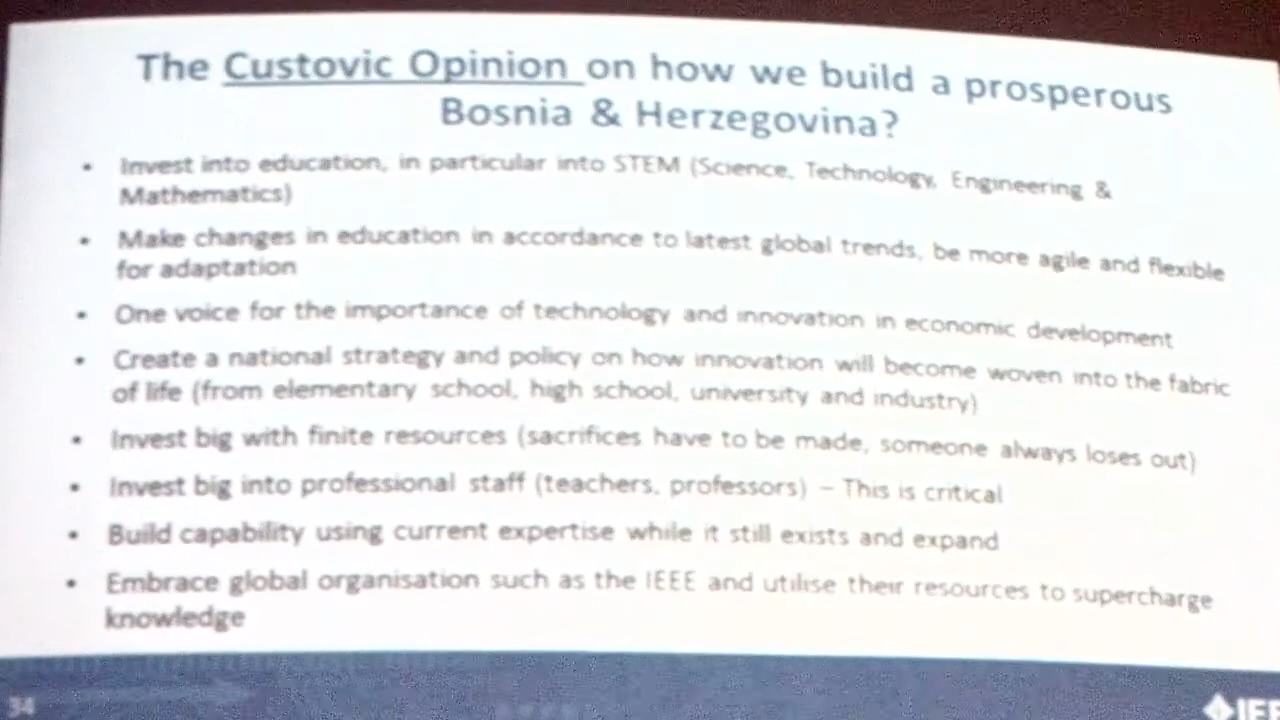 The Custovic Opinion on how we build a prosperous
Bosnia & Herzegovina?
• Invest into education, in particular into STEM (Science, Technology, Engineering &
Mathematics)
• Make changes in education in accordance to latest global trends, be more agile and flexible
for adaptation
• One voice for the importance of technology and innovation in economic development
• Create a national strategy and policy on how innovation will become woven into the fabric
of life (from elementary school, high school, university and industry)
• Invest big with finite resources (sacrifices have to be made, someone always loses out)
• Invest big into professional staff (teachers, professors) – This is critical
• Build capability using current expertise while it still exists and expand
• Embrace global organisation such as the IEEE and utilise their resources to supercharge
knowledge
34